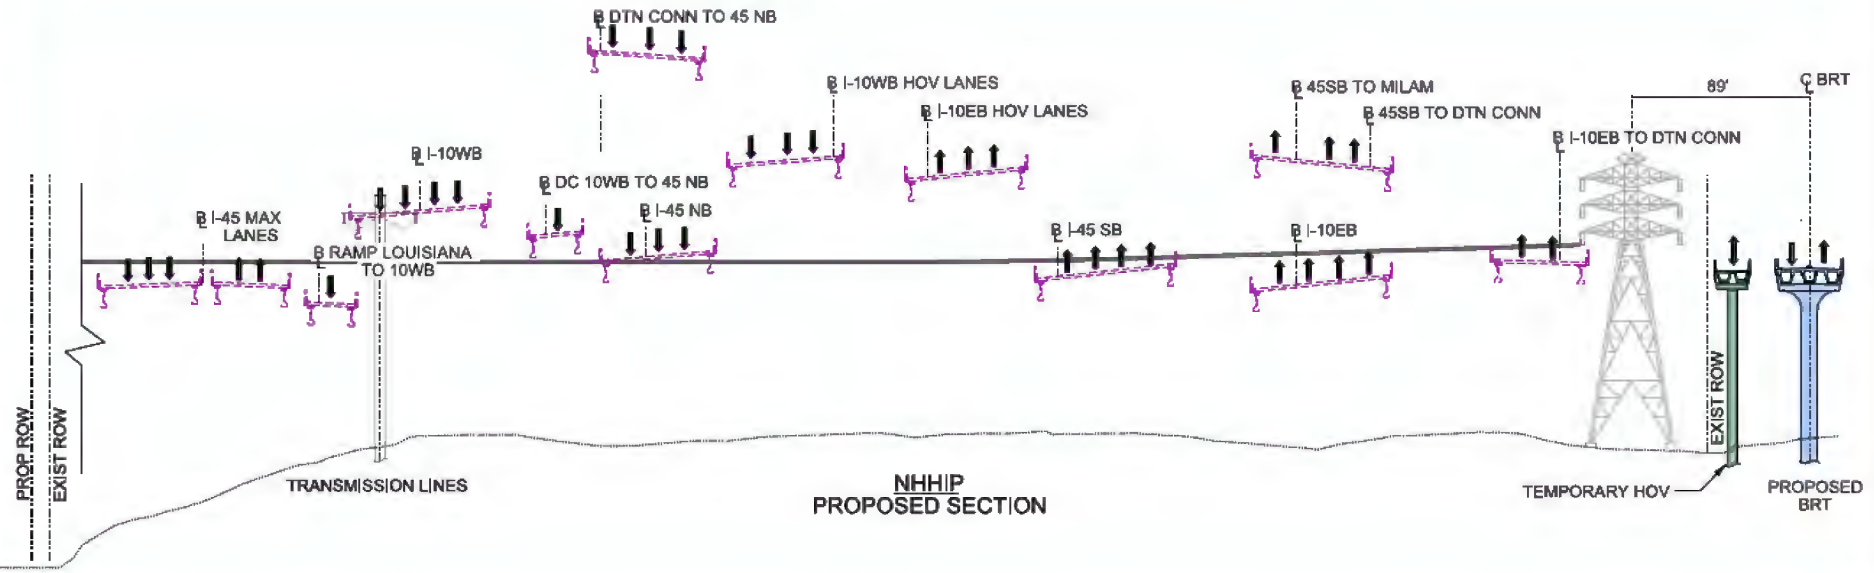 B DTN CONN TO 45 NB
B I-10WB HOV LANES
B I-10EB HOV LANES
B 45SB TO MILAM
B 45SB TO DTN CONN
89'
C BRT
B I-10EB TO DTN CONN
B I-10WB
B DC 10WB TO 45 NB
B I-45 NB
B I-45 MAX
LANES
B RAMP LOUISIANA
TO 10WB
B I-45 SB
B I-10EB
PROP ROW
EXIST ROW
EXIST ROW
TRANSMISSION LINES
NHHIP
PROPOSED SECTION
TEMPORARY HOV
PROPOSED
BRT